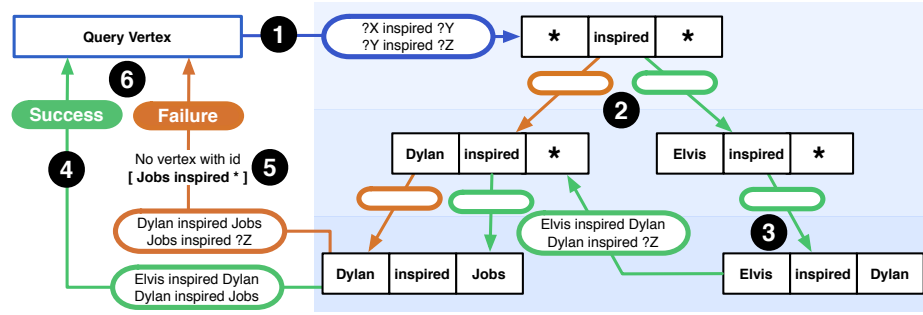 Query Vertex
1
?X inspired ?Y
?Y inspired ?Z
* inspired *
6
2
Success
Failure
4
No vertex with id
[ Jobs inspired * ]
5
Dylan inspired *
Elvis inspired *
Dylan inspired Jobs
Jobs inspired ?Z
Elvis inspired Dylan
Dylan inspired ?Z
3
Elvis inspired Dylan
Dylan inspired Jobs
Dylan inspired Jobs
Elvis inspired Dylan